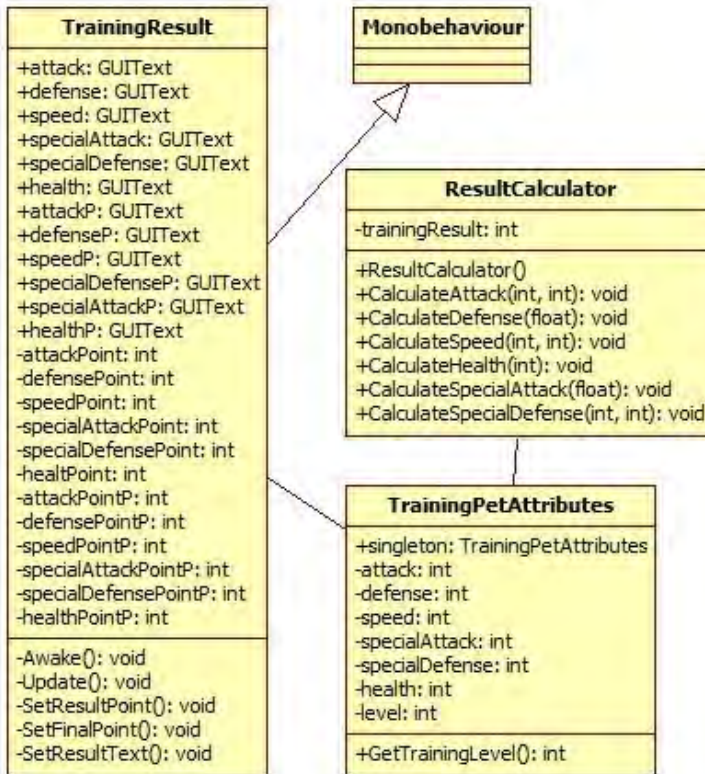 TrainingResult
+attack: GUIText
+defense: GUIText
+speed: GUIText
+specialAttack: GUIText
+specialDefense: GUIText
+health: GUIText
+attackP: GUIText
+defenseP: GUIText
+speedP: GUIText
+specialDefenseP: GUIText
+specialAttackP: GUIText
+healthP: GUIText
-attackPoint: int
-defensePoint: int
-speedPoint: int
-specialAttackPoint: int
-specialDefensePoint: int
-healtPoint: int
-attackPointP: int
-defensePointP: int
-speedPointP: int
-specialAttackPointP: int
-specialDefensePointP: int
-healthPointP: int
-Awake(): void
-Update(): void
-SetResultPoint(): void
-SetFinalPoint(): void
-SetResultText(): void
Monobehaviour
ResultCalculator
-trainingResult: int
+ResultCalculator()
+CalculateAttack(int, int): void
+CalculateDefense(float): void
+CalculateSpeed(int, int): void
+CalculateHealth(int): void
+CalculateSpecialAttack(float): void
+CalculateSpecialDefense(int, int): void
TrainingPetAttributes
+singleton: TrainingPetAttributes
-attack: int
-defense: int
-speed: int
-specialAttack: int
-specialDefense: int
-health: int
-level: int
+GetTrainingLevel(): int